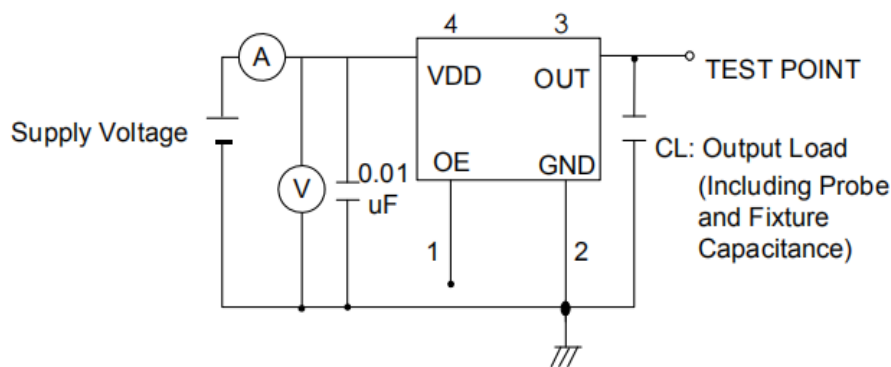 4 3
A
VDD OUT
TEST POINT
Supply Voltage
OE GND
CL: Output Load
(Including Probe
and Fixture
Capacitance)
V
0.01
uF
1 2